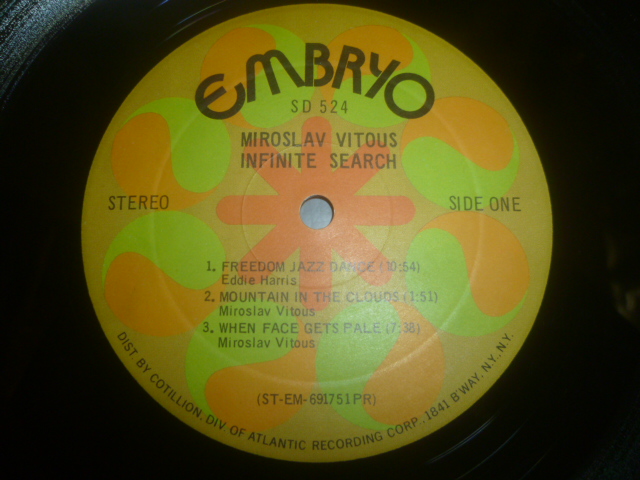 EMBRYO
SD 524
MIROSLAV VITOUS
INFINITE SEARCH
STEREO
SIDE ONE
1. FREEDOM JAZZ DANCE (10:54)
Eddie Harris
2. MOUNTAIN IN THE CLOUDS (1:51)
Miroslav Vitous
3. WHEN FACE GETS PALE (7:38)
Miroslav Vitous
(ST-EM-691751PR)
DIST. BY COTILLION, DIV OF ATLANTIC RECORDING CORP., 1841 B'WAY, NY, N.Y.